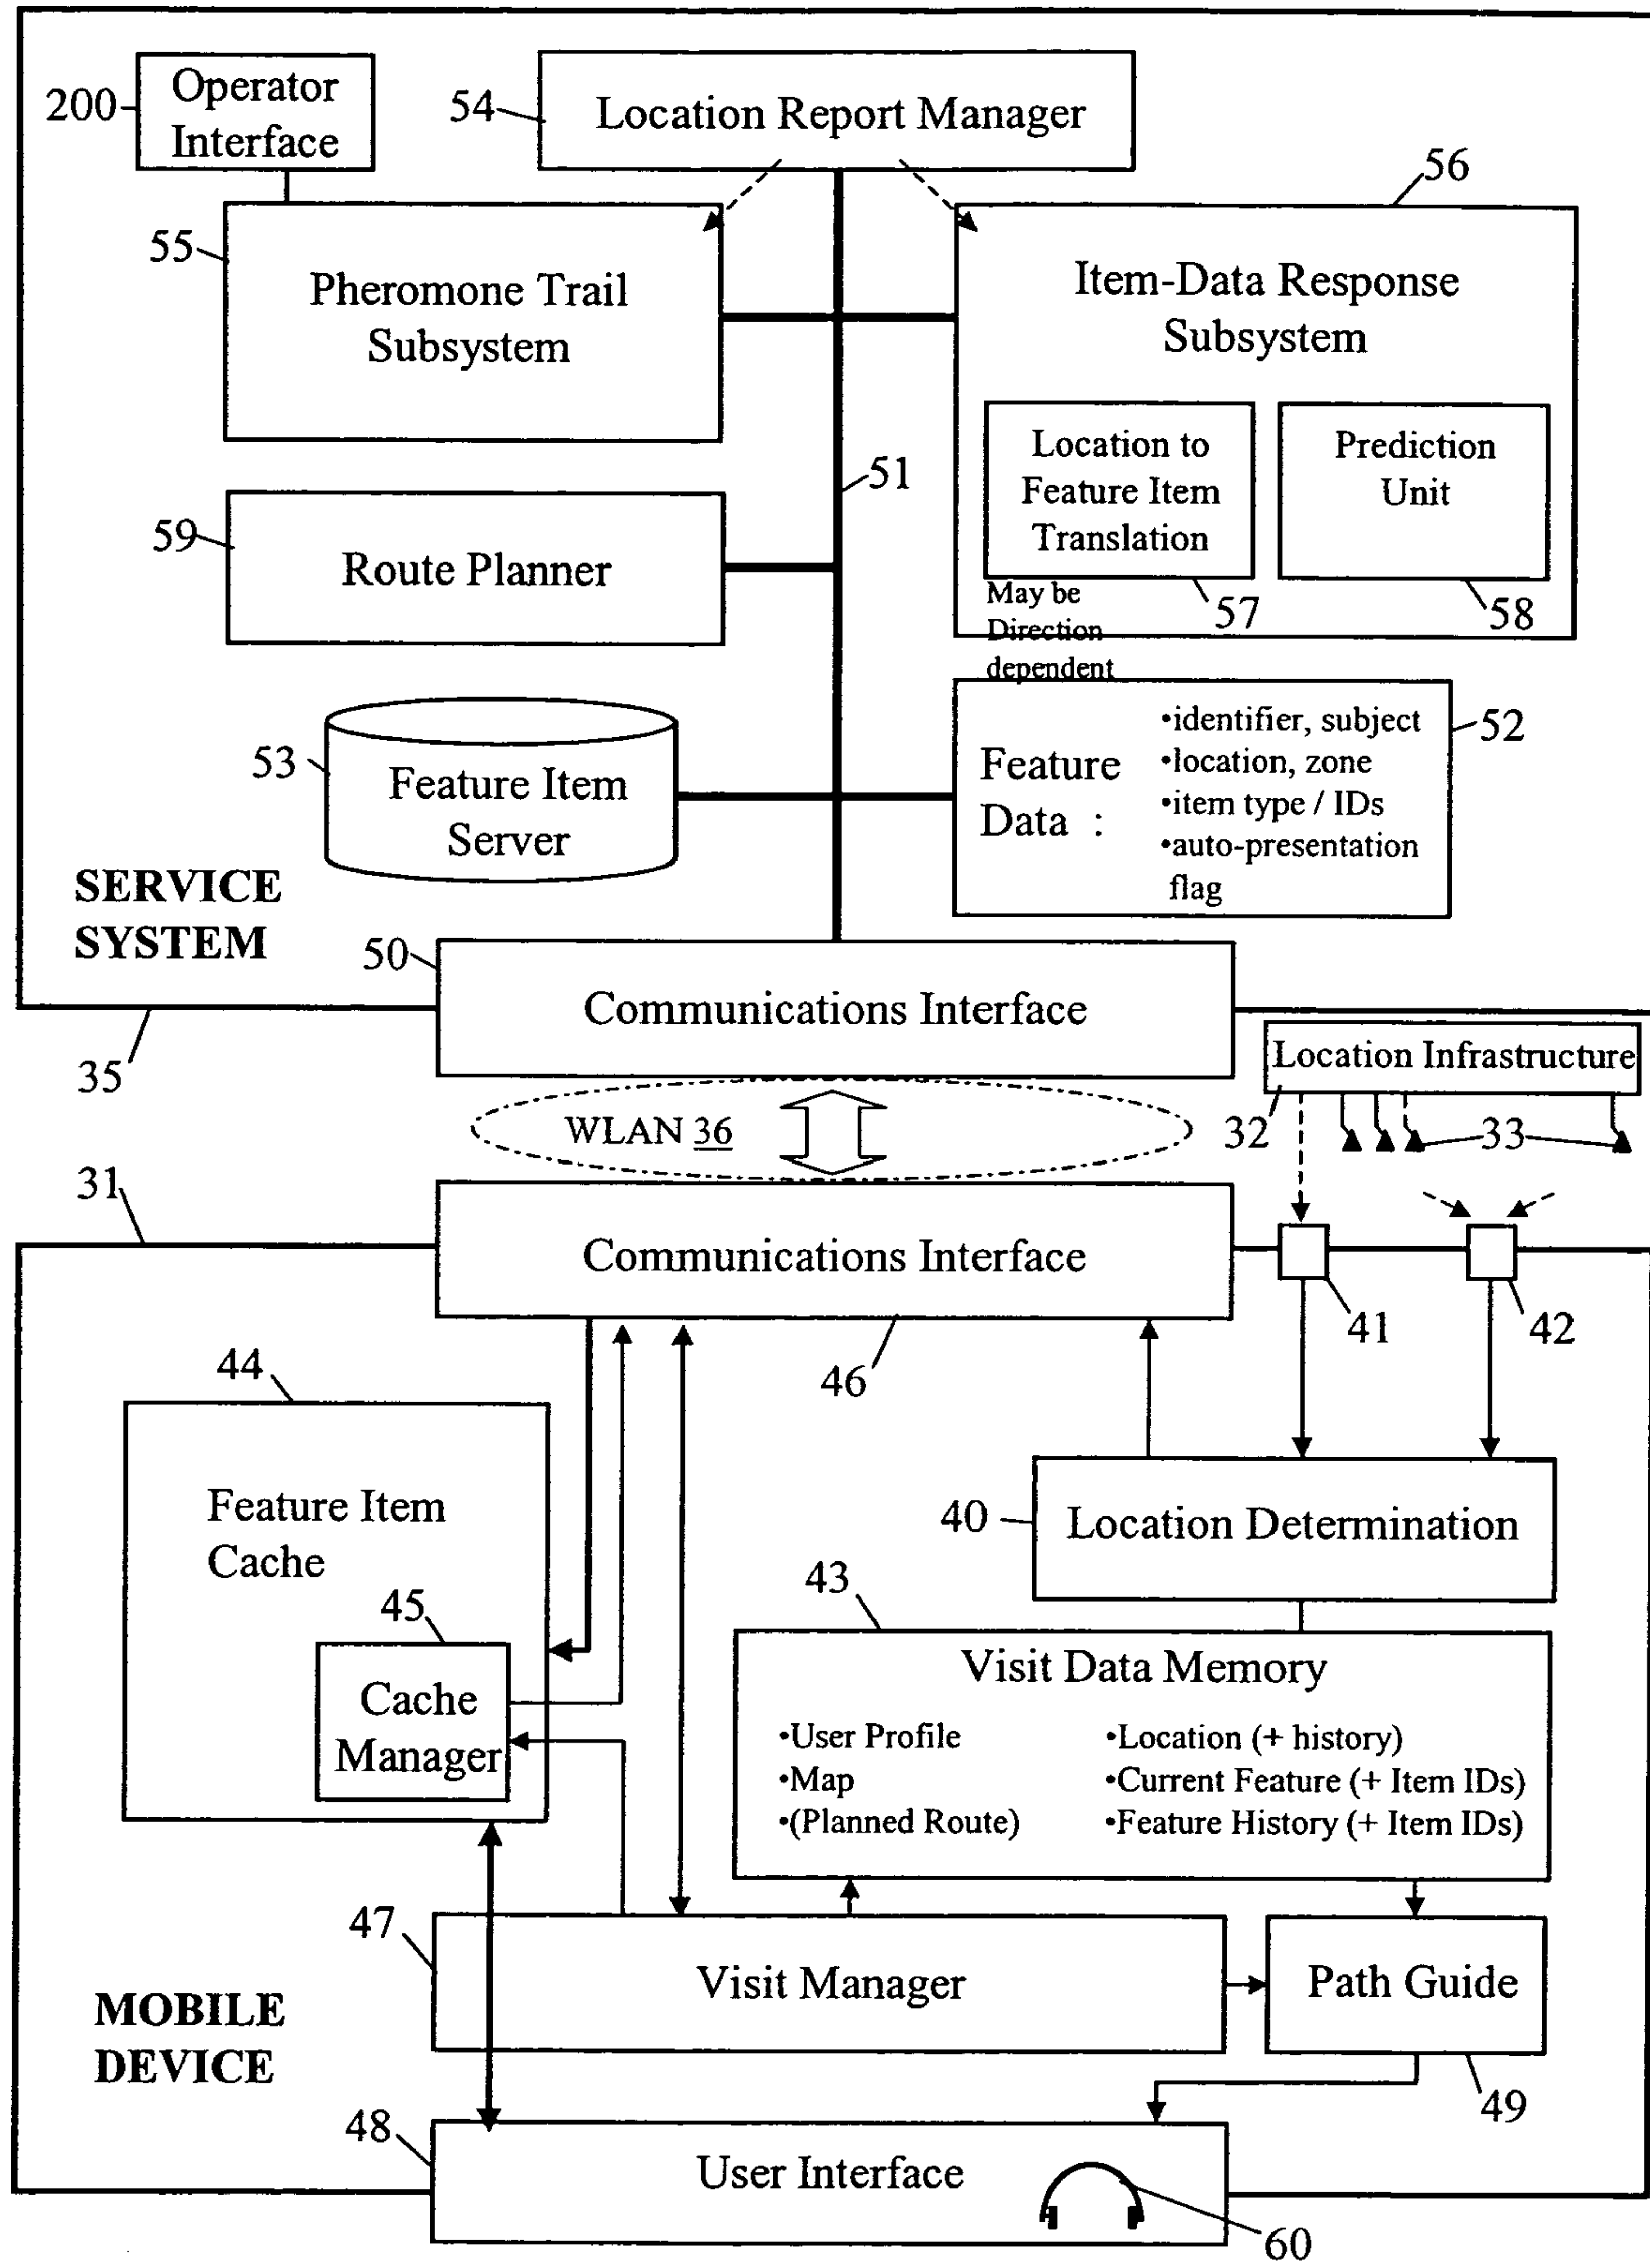 200
Operator
Interface
54
Location Report Manager
56
55
Pheromone Trail
Subsystem
Item-Data Response
Subsystem
51
Location to
Feature Item
Translation
Prediction
Unit
59
Route Planner
May be
Direction
dependent
57
58
53
Feature Item
Server
Feature
Data :
•identifier, subject
•location, zone
•item type / IDs
•auto-presentation
flag
52
SERVICE
SYSTEM
50
Communications Interface
35
Location Infrastructure
WLAN 36
32
33
31
Communications Interface
41
42
46
44
Feature Item
Cache
40
Location Determination
45
Cache
Manager
43
Visit Data Memory
•User Profile
•Map
•(Planned Route)
•Location (+ history)
•Current Feature (+ Item IDs)
•Feature History (+ Item IDs)
47
Visit Manager
Path Guide
MOBILE
DEVICE
49
48
User Interface
60